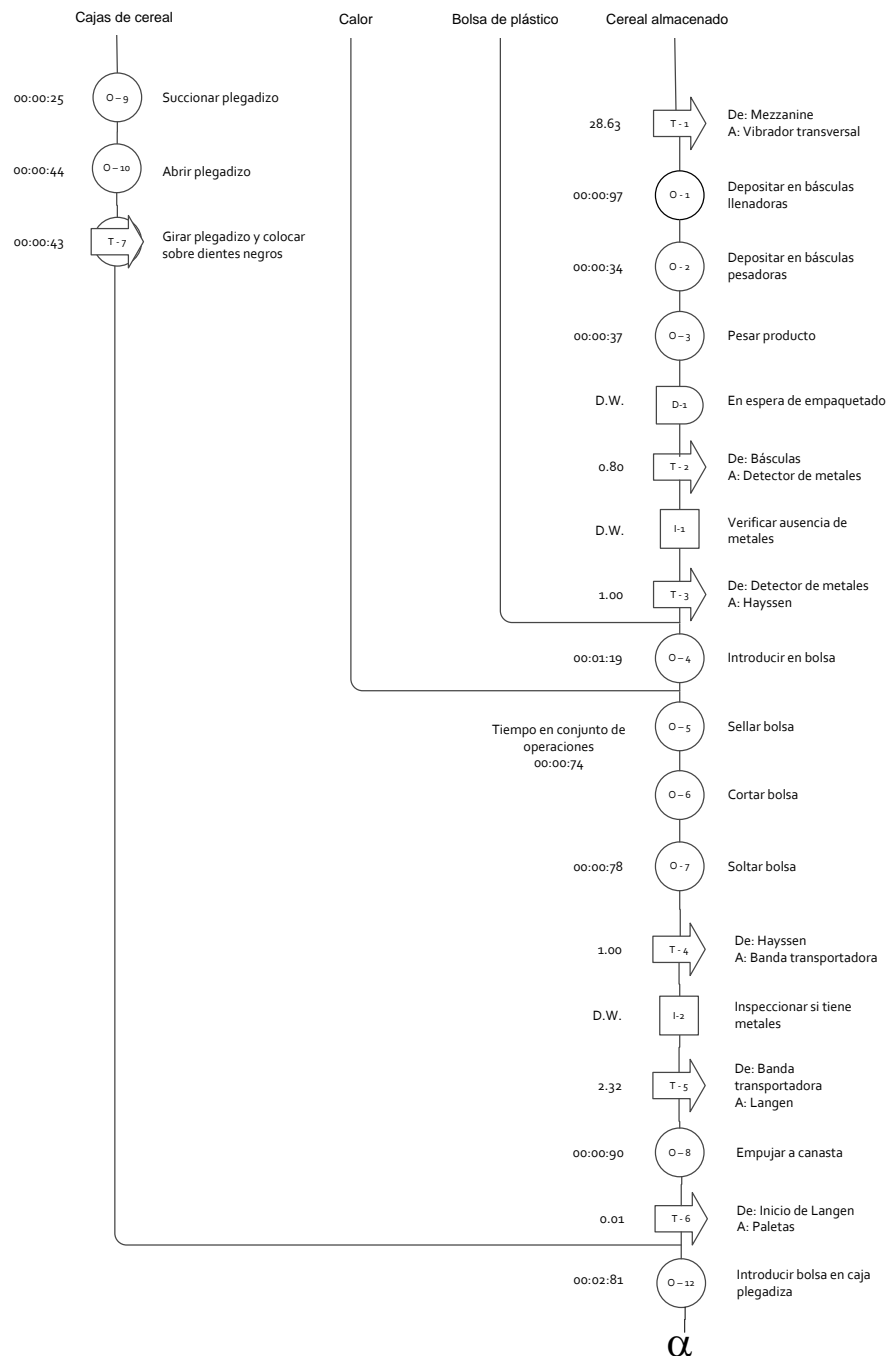 Cajas de cereal
Calor
Bolsa de plástico
Cereal almacenado
00:00:25
O – 9
Succionar plegadizo
00:00:44
O – 10
Abrir plegadizo
00:00:43
T - 7
Girar plegadizo y colocar
sobre dientes negros
28.63
T - 1
De: Mezzanine
A: Vibrador transversal
00:00:97
O - 1
Depositar en básculas
llenadoras
00:00:34
O - 2
Depositar en básculas
pesadoras
00:00:37
O – 3
Pesar producto
D.W.
D-1
En espera de empaquetado
0.80
T - 2
De: Básculas
A: Detector de metales
D.W.
I-1
Verificar ausencia de
metales
1.00
T - 3
De: Detector de metales
A: Hayssen
00:01:19
O – 4
Introducir en bolsa
Tiempo en conjunto de
operaciones
00:00:74
O – 5
Sellar bolsa
O – 6
Cortar bolsa
00:00:78
O - 7
Soltar bolsa
1.00
T - 4
De: Hayssen
A: Banda transportadora
D.W.
I-2
Inspeccionar si tiene
metales
2.32
T - 5
De: Banda
transportadora
A: Langen
00:00:90
O – 8
Empujar a canasta
0.01
T - 6
De: Inicio de Langen
A: Paletas
00:02:81
O – 12
Introducir bolsa en caja
plegadiza
α